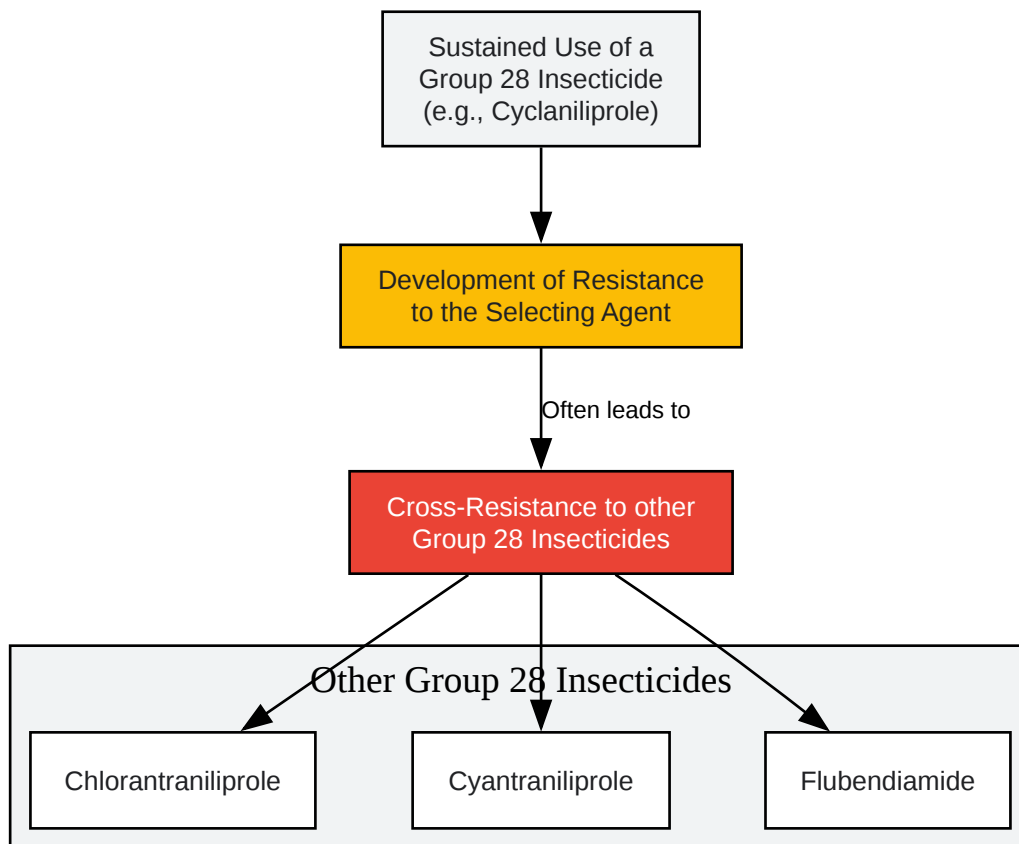 Sustained Use of a
Group 28 Insecticide
(e.g., Cyclaniliprole)
Development of Resistance
to the Selecting Agent
Often leads to
Cross-Resistance to other
Group 28 Insecticides
Other Group 28 Insecticides
Chlorantraniliprole
Cyantraniliprole
Flubendiamide